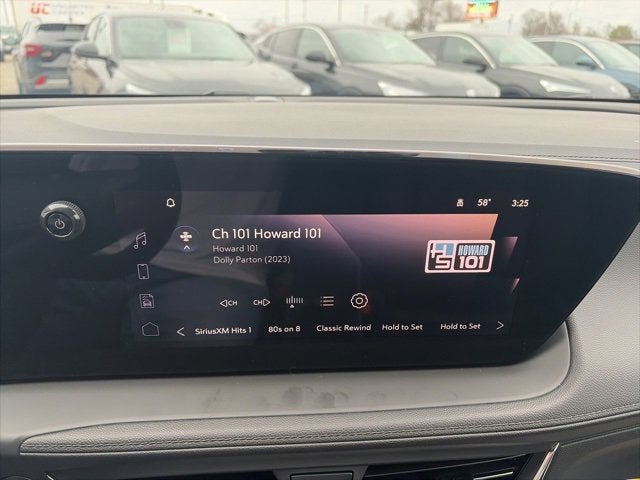 58° 3:25
Ch 101 Howard 101
Howard 101
Dolly Parton (2023)
HOWARD
HS 101
◁CH CH▷
< SiriusXM Hits 1 80s on 8 Classic Rewind Hold to Set Hold to Set >